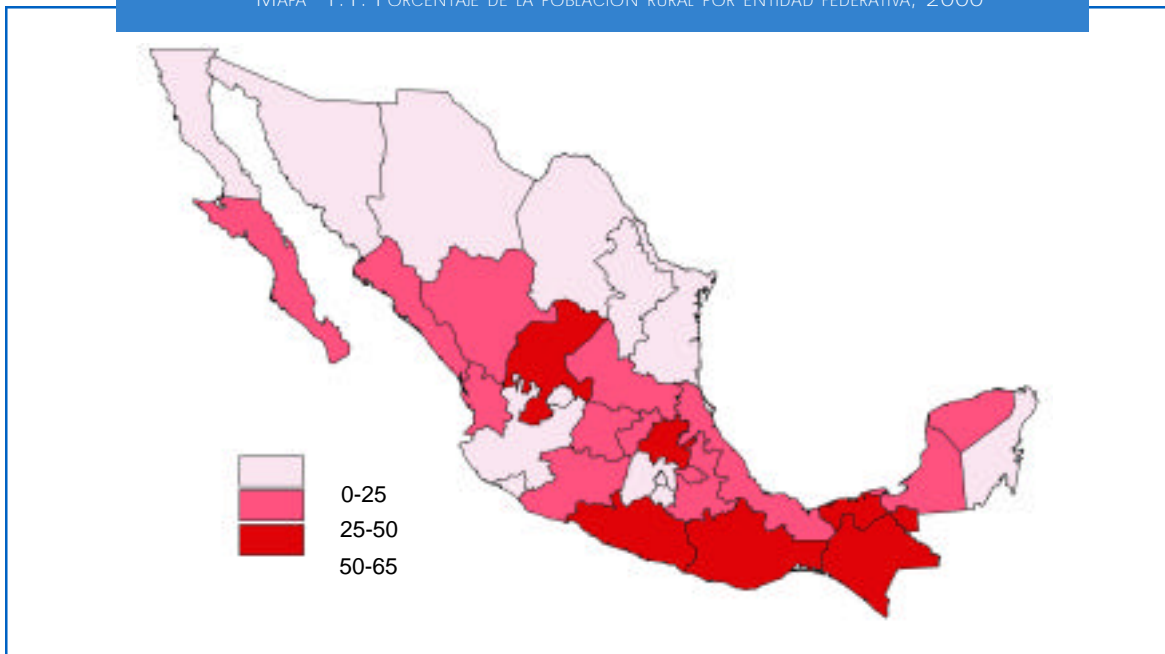 MAPA 1.1. PORCENTAJE DE LA POBLACIÓN RURAL POR ENTIDAD FEDERATIVA, 2000
0-25
25-50
50-65